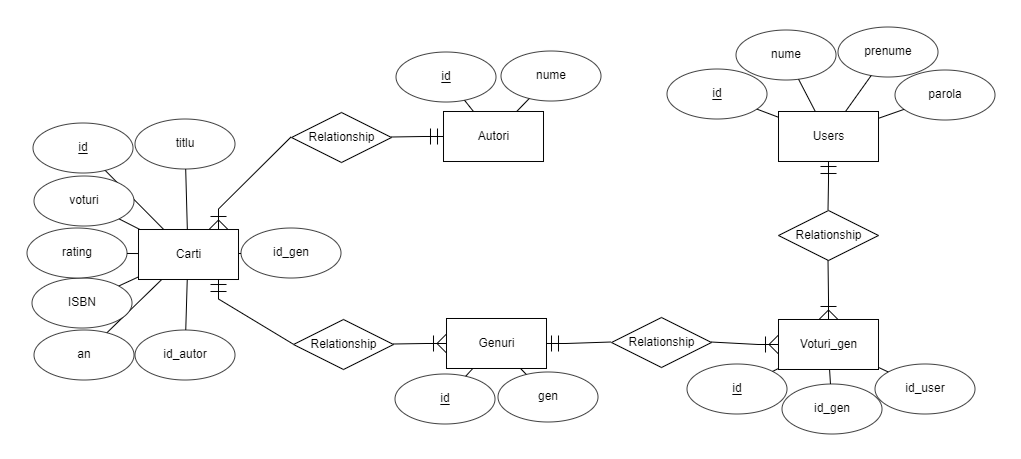 id
nume
Autori
Relationship
nume
prenume
id
parola
Users
id
titlu
voturi
rating
Carti
id_gen
ISBN
an
id_autor
Relationship
Relationship
Genuri
Relationship
Voturi_gen
id
gen
id
id_gen
id_user